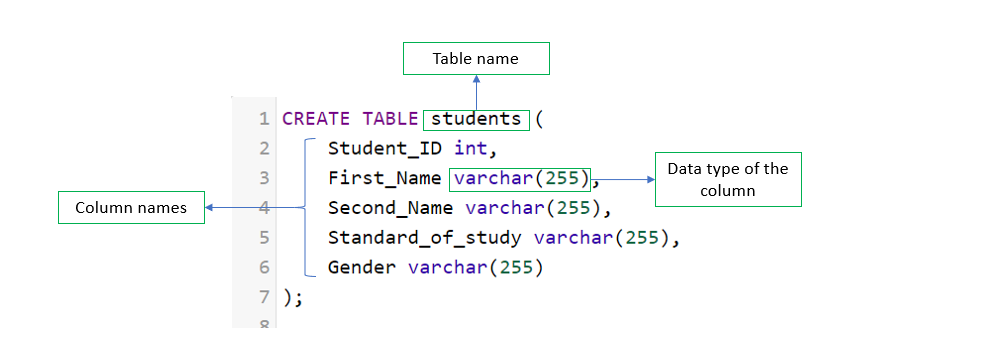 Table name
1 CREATE TABLE students (
2 Student_ID int,
3 First_Name varchar(255),
Data type of the
column
Column names
4 Second_Name varchar(255),
5 Standard_of_study varchar(255),
6 Gender varchar(255)
7 );
8